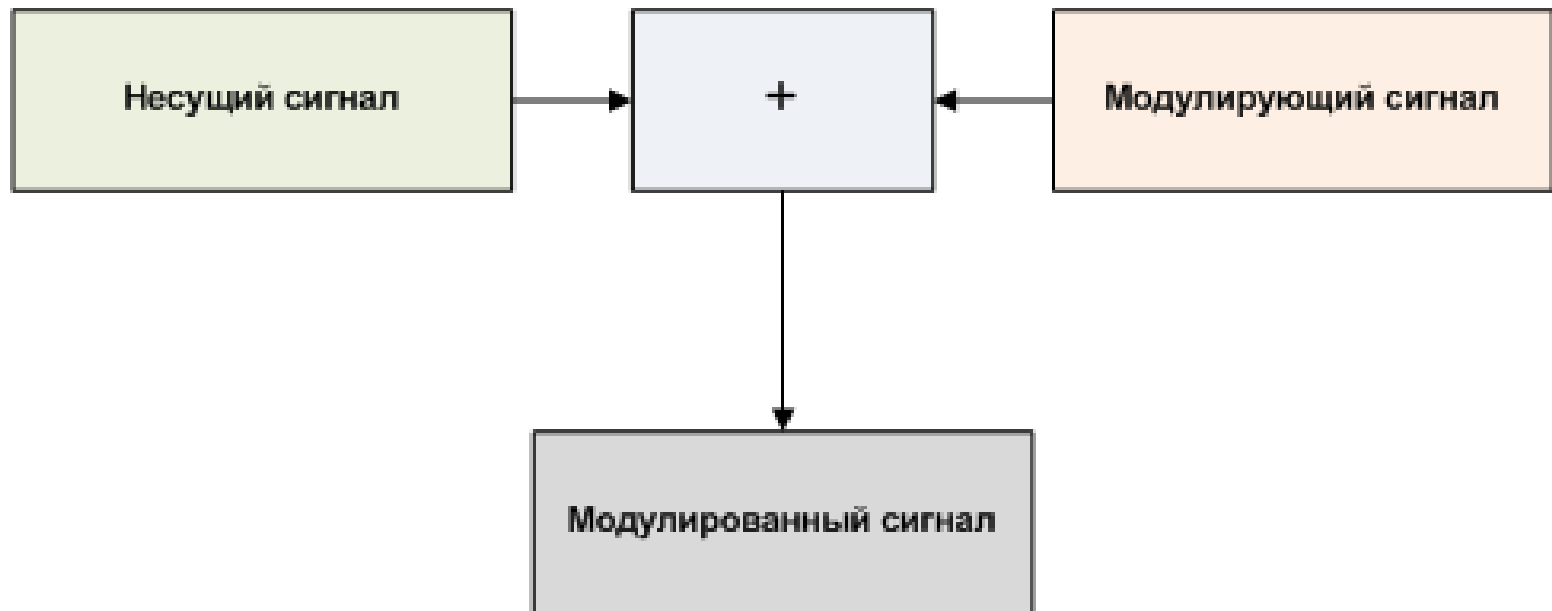 Несущий сигнал
+
Модулирующий сигнал
Модулированный сигнал